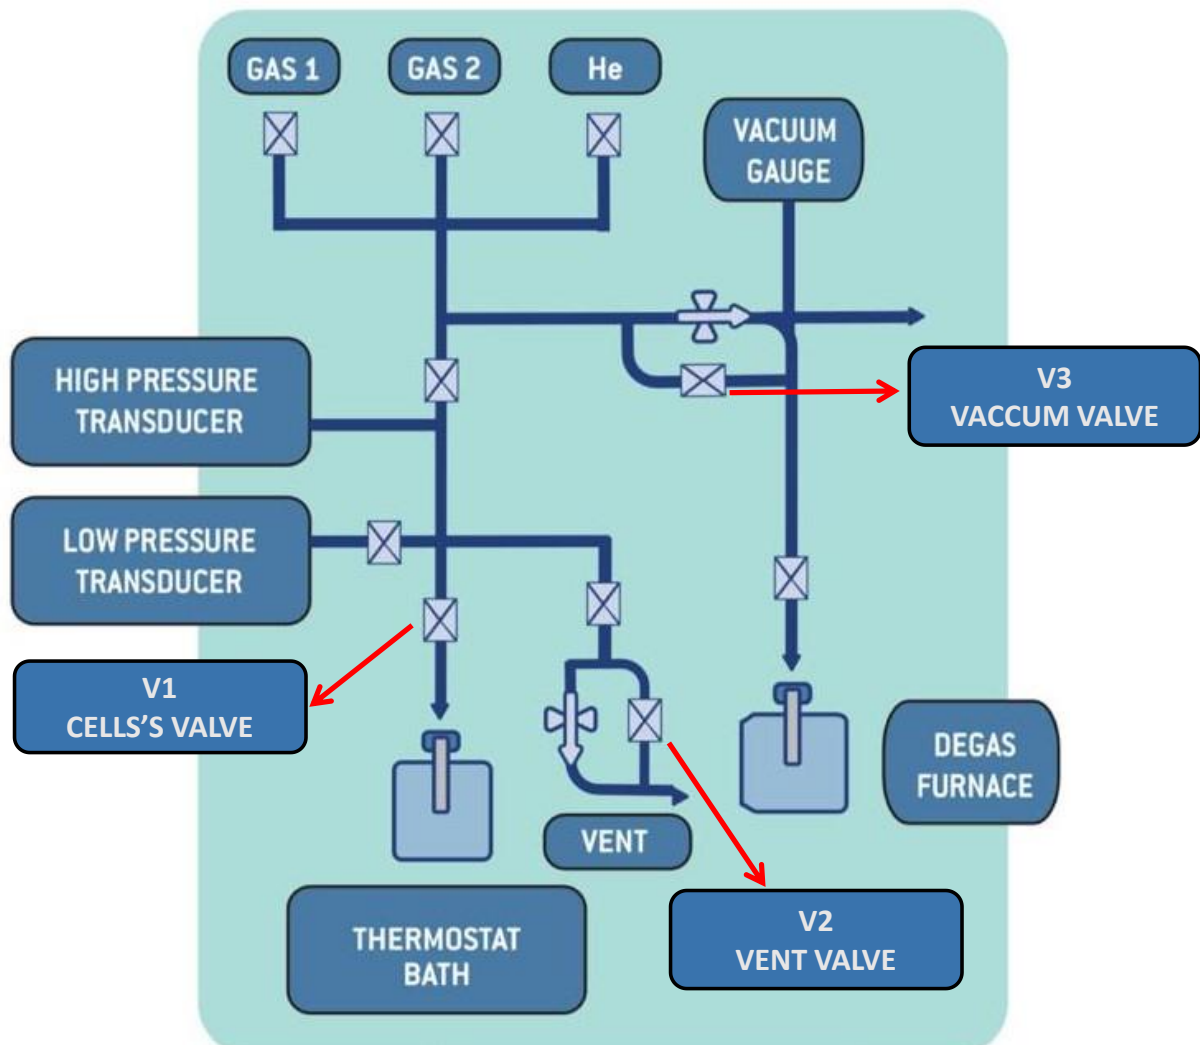 GAS 1
GAS 2
He
VACUUM
GAUGE
HIGH PRESSURE
TRANSDUCER
V3
VACCUM VALVE
LOW PRESSURE
TRANSDUCER
V1
CELLS'S VALVE
DEGAS
FURNACE
VENT
THERMOSTAT
BATH
V2
VENT VALVE